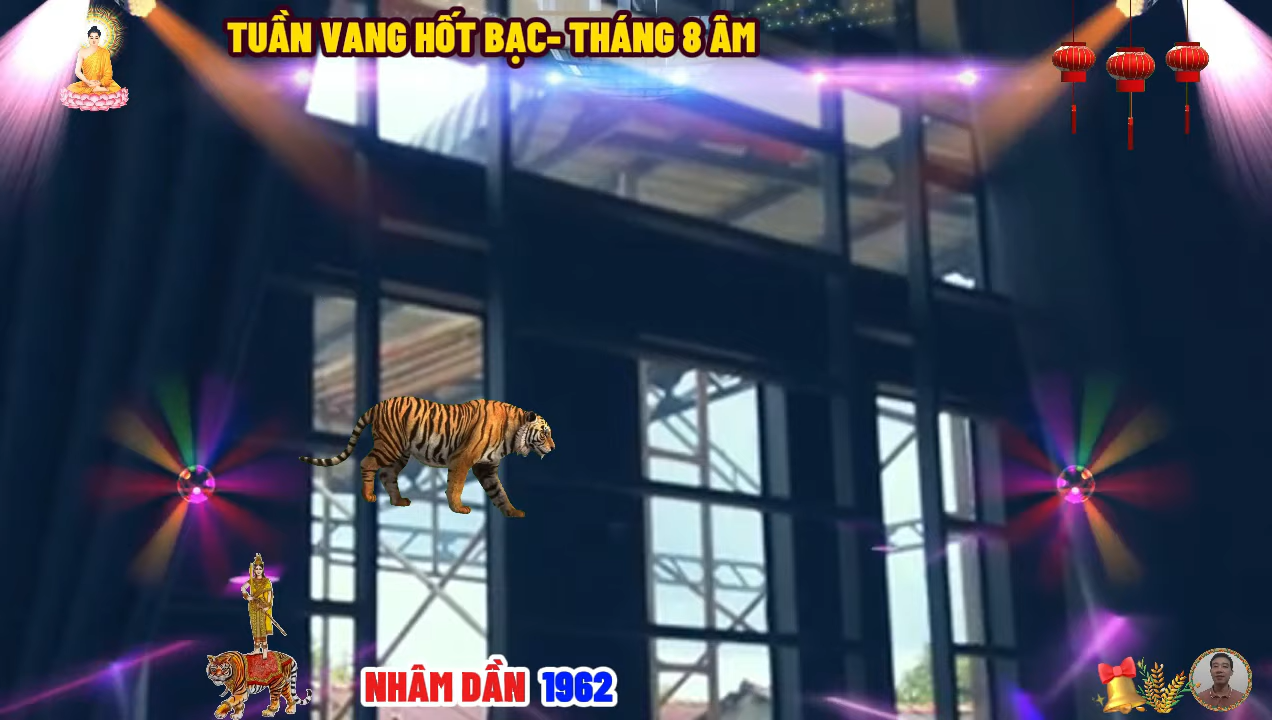 TUẦN VANG HỐT BẠC- THÁNG 8 ÂM
NHÂM DẦN 1962